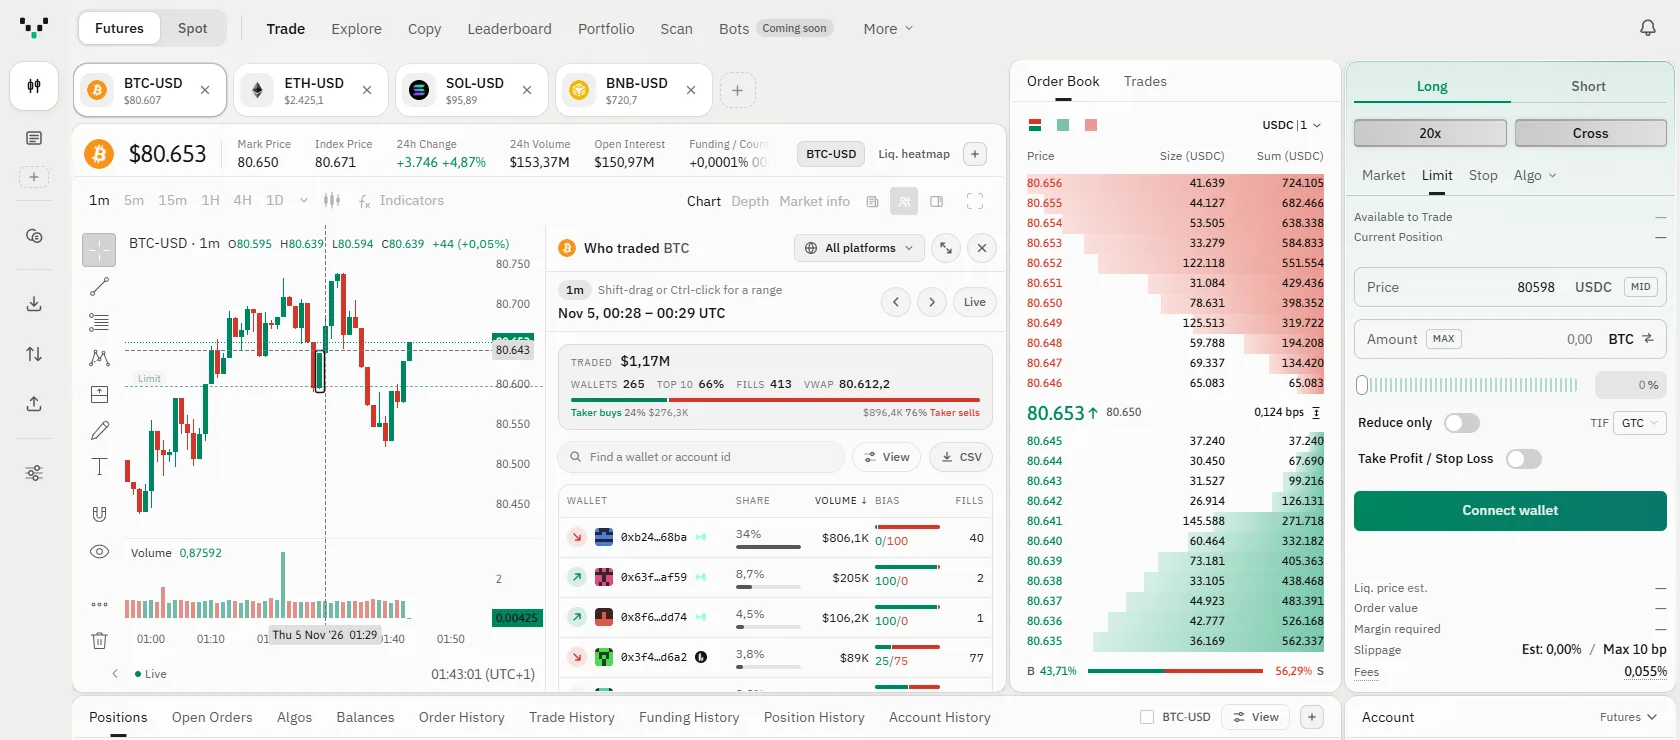 Futures Spot Trade Explore Copy Leaderboard Portfolio Scan Bots Coming soon More
BTC-USD
$80.607
ETH-USD
$2.425,1
SOL-USD
$95,89
BNB-USD
$720,7
$80.653
Mark Price
80.650
Index Price
80.671
24h Change
+3.746 +4,87%
24h Volume
$153,37M
Open Interest
$150,97M
Funding / Coun
+0,0001% 00
BTC-USD Liq. heatmap
1m 5m 15m 1H 4H 1D Indicators Chart Depth Market info
BTC-USD · 1m O80.595 H80.639 L80.594 C80.639 +44 (+0,05%)
80.750
80.700
80.643
80.600
80.550
80.500
80.450
Limit
Volume 0,87592
2
0,00425
01:00 01:10 Thu 5 Nov '26 01:29 01:40 01:50
Live 01:43:01 (UTC+1)
Who traded BTC All platforms
1m Shift-drag or Ctrl-click for a range
Nov 5, 00:28 – 00:29 UTC
Live
TRADED $1,17M
WALLETS 265 TOP 10 66% FILLS 413 VWAP 80.612,2
Taker buys 24% $276,3K $896,4K 76% Taker sells
Find a wallet or account id View CSV
WALLET SHARE VOLUME ↓ BIAS FILLS
0xb24…68ba 34% $806,1K 0/100 40
0x63f…af59 8,7% $205K 100/0 2
0x8f6…dd74 4,5% $106,2K 100/0 1
0x3f4…d6a2 3,8% $89K 25/75 77
Order Book Trades
USDC | 1
Price Size (USDC) Sum (USDC)
80.656 41.639 724.105
80.655 44.127 682.466
80.654 53.505 638.338
80.653 33.279 584.833
80.652 122.118 551.554
80.651 31.084 429.436
80.650 78.631 398.352
80.649 125.513 319.722
80.648 59.788 194.208
80.647 69.337 134.420
80.646 65.083 65.083
80.653↑ 80.650 0,124 bps
80.645 37.240 37.240
80.644 30.450 67.690
80.643 31.527 99.216
80.642 26.914 126.131
80.641 145.588 271.718
80.640 60.464 332.182
80.639 73.181 405.363
80.638 33.105 438.468
80.637 44.923 483.391
80.636 42.777 526.168
80.635 36.169 562.337
B 43,71% 56,29% S
Long Short
20x Cross
Market Limit Stop Algo
Available to Trade —
Current Position —
Price 80598 USDC MID
Amount MAX 0,00 BTC
0 %
Reduce only TIF GTC
Take Profit / Stop Loss
Connect wallet
Liq. price est. —
Order value —
Margin required —
Slippage Est: 0,00% / Max 10 bp
Fees 0,055%
Positions Open Orders Algos Balances Order History Trade History Funding History Position History Account History BTC-USD View
Account Futures